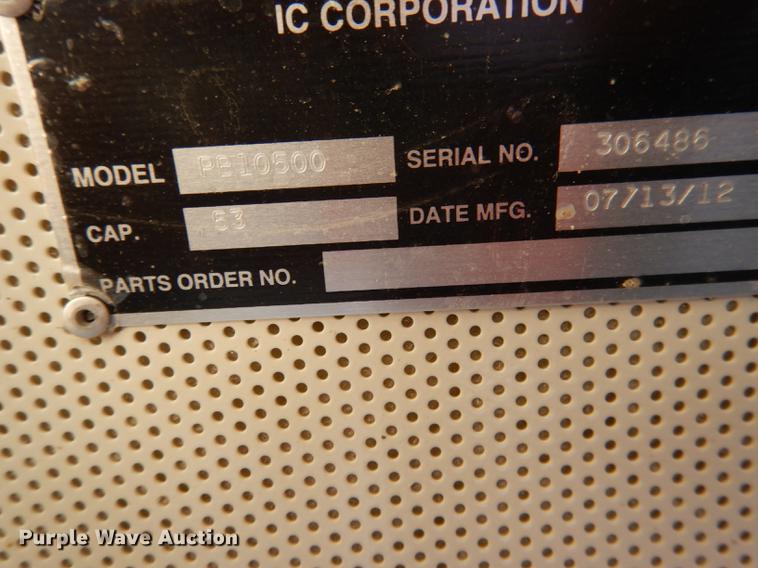 IC CORPORATION
MODEL PB10500 SERIAL NO. 306486
CAP. 53 DATE MFG. 07/13/12
PARTS ORDER NO.
Purple Wave Auction